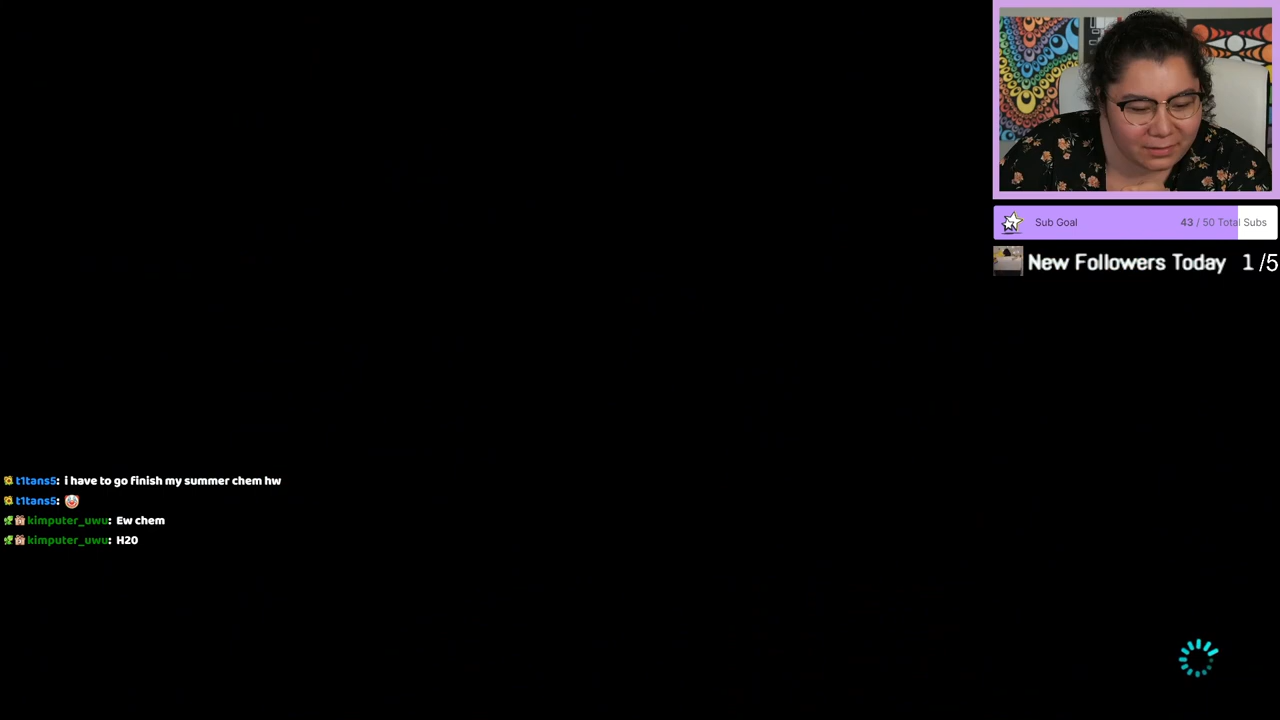 Sub Goal 43 / 50 Total Subs
New Followers Today 1 /5
t1tans5: i have to go finish my summer chem hw
t1tans5:
kimputer_uwu: Ew chem
kimputer_uwu: H20